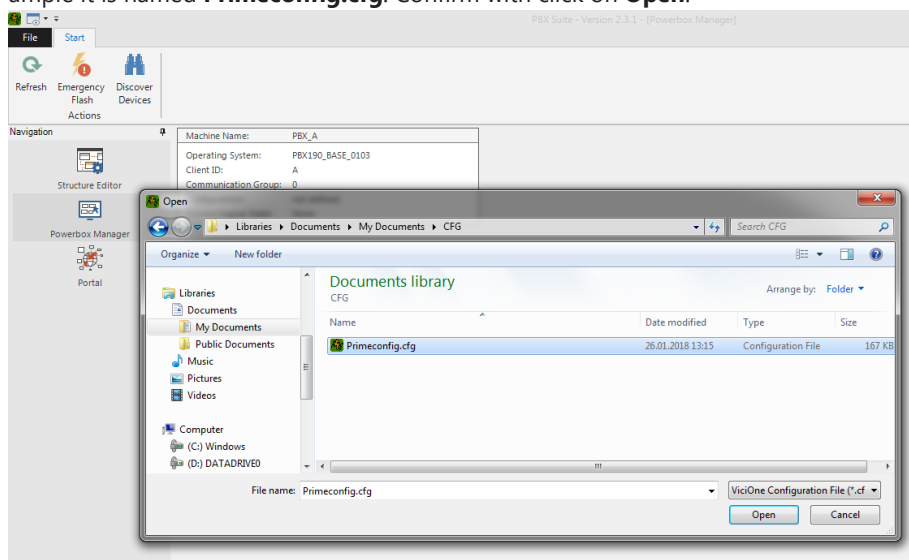 ample it is named Primeconfig.cfg. Confirm with click on Open.
PBX Suite - Version 2.3.1 - [Powerbox Manager]
File Start
Refresh Emergency Flash Discover Devices
Actions
Navigation
Structure Editor
Powerbox Manager
Portal
Machine Name: PBX_A
Operating System: PBX190_BASE_0103
Client ID: A
Communication Group: 0
Open
Libraries Documents My Documents CFG
Search CFG
Organize New folder
Libraries
Documents
My Documents
Public Documents
Music
Pictures
Videos
Computer
(C:) Windows
(D:) DATADRIVE0
Documents library
CFG
Arrange by: Folder
Name Date modified Type Size
Primeconfig.cfg 26.01.2018 13:15 Configuration File 167 KB
File name: Primeconfig.cfg ViciOne Configuration File (*.cf
Open Cancel